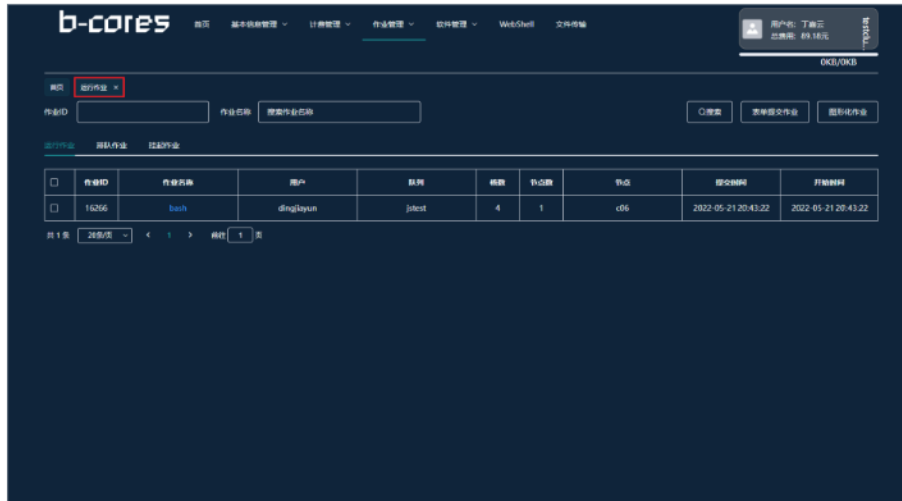 b-cores 首页 基本信息管理 计费管理 作业管理 软件管理 WebShell 文件传输
用户名: 丁嘉云
总费用: 89.18元
0KB/0KB
首页 运行作业 ×
作业ID 作业名称 搜索作业名称 搜索 表单提交作业 图形化作业
运行作业 排队作业 挂起作业
作业ID 作业名称 用户 队列 核数 节点数 节点 提交时间 开始时间
16266 bash dingjiayun jstest 4 1 c06 2022-05-21 20:43:22 2022-05-21 20:43:22
共 1 条 20条/页 < 1 > 前往 1 页